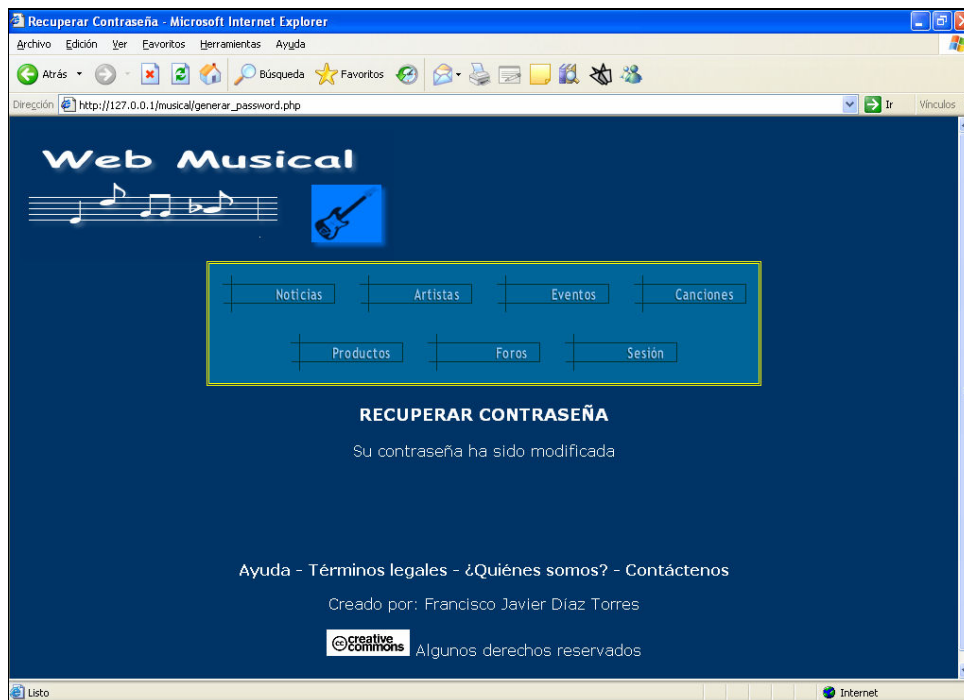 Recuperar Contraseña - Microsoft Internet Explorer
Archivo Edición Ver Favoritos Herramientas Ayuda
Atrás Búsqueda Favoritos
Dirección http://127.0.0.1/musical/generar_password.php Ir Vínculos
Web Musical
Noticias Artistas Eventos Canciones
Productos Foros Sesión
RECUPERAR CONTRASEÑA
Su contraseña ha sido modificada
Ayuda - Términos legales - ¿Quiénes somos? - Contáctenos
Creado por: Francisco Javier Díaz Torres
cc creative commons Algunos derechos reservados
Listo Internet